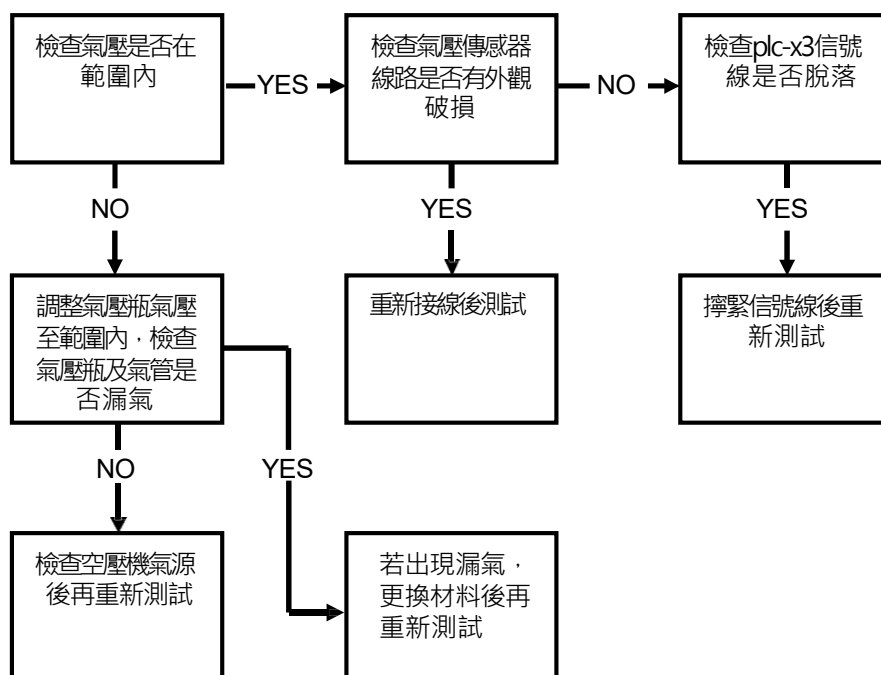 檢查氣壓是否在
範圍內
YES
檢查氣壓傳感器
線路是否有外觀
破損
NO
檢查plc-x3信號
線是否脫落
NO
YES
YES
調整氣壓瓶氣壓
至範圍內，檢查
氣壓瓶及氣管是
否漏氣
重新接線後測試
擰緊信號線後重
新測試
NO
YES
檢查空壓機氣源
後再重新測試
若出現漏氣，
更換材料後再
重新測試